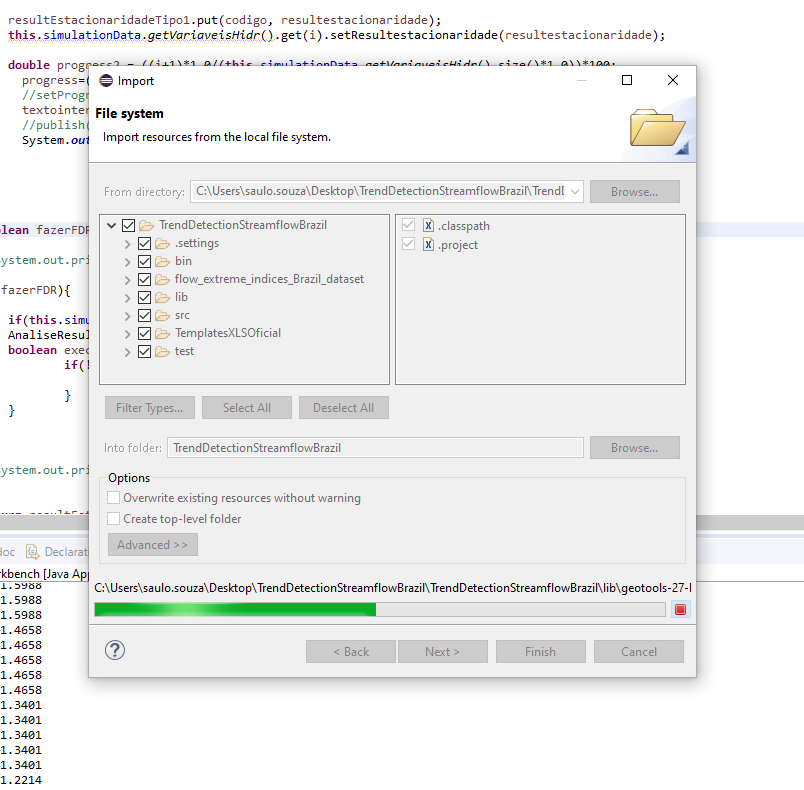 resultEstacionaridadeTipo1.put(codigo, resultestacionaridade);
this.simulationData.getVariaveisHidr().get(i).setResultestacionaridade(resultestacionaridade);
double progress2 = ((i+1)*1.0/(this.simulationData.getVariaveisHidr().size()*1.0))*100;
progress=(
//setProgr
textointer
//publish(
System.out
Import
File system
Import resources from the local file system.
From directory:
C:\Users\saulo.souza\Desktop\TrendDetectionStreamflowBrazil\Trend
Browse...
TrendDetectionStreamflowBrazil
.settings
bin
flow_extreme_indices_Brazil_dataset
lib
src
TemplatesXLSOficial
test
.classpath
.project
lean fazerFDR
ystem.out.pri
fazerFDR){
if(this.simu
AnaliseResul
boolean exec
if(!
}
}
ystem.out.pri
Filter Types...
Select All
Deselect All
Into folder:
TrendDetectionStreamflowBrazil
Browse...
Options
Overwrite existing resources without warning
Create top-level folder
Advanced >>
doc
Declarati
rkbench [Java App
C:\Users\saulo.souza\Desktop\TrendDetectionStreamflowBrazil\TrendDetectionStreamflowBrazil\lib\geotools-27-
< Back
Next >
Finish
Cancel
1.5988
1.5988
1.5988
1.4658
1.4658
1.4658
1.4658
1.4658
1.3401
1.3401
1.3401
1.3401
1.3401
1.2214